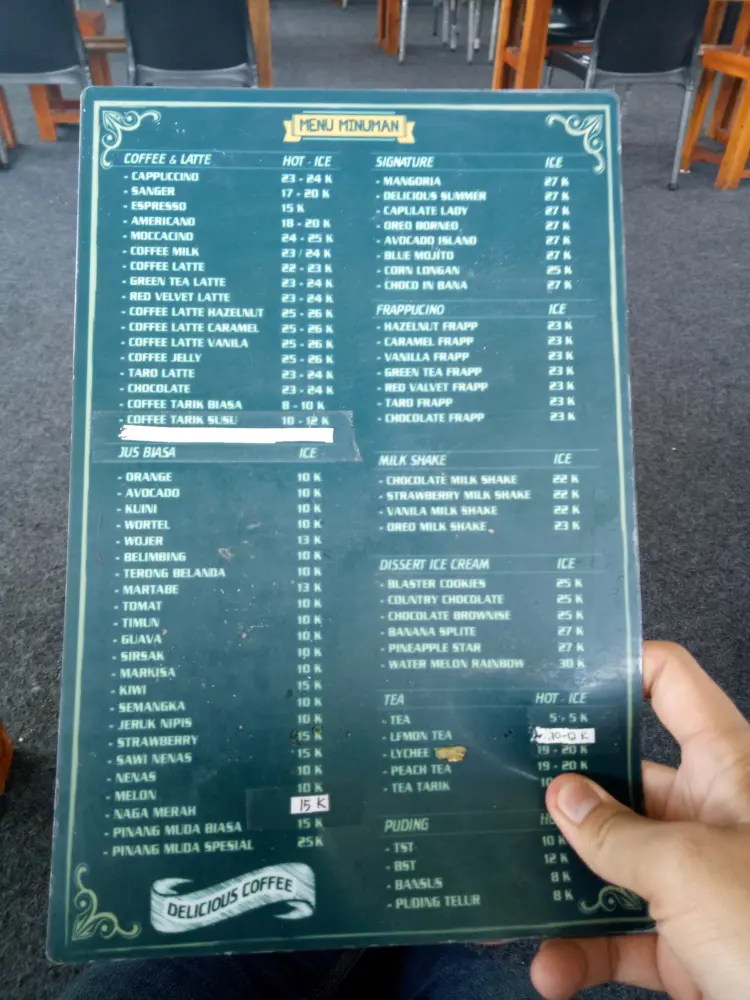 MENU MINUMAN
COFFEE & LATTE HOT - ICE
- CAPPUCCINO 23 - 24 K
- SANGER 17 - 20 K
- ESPRESSO 15 K
- AMERICANO 18 - 20 K
- MOCCACINO 24 - 25 K
- COFFEE MILK 23 / 24 K
- COFFEE LATTE 22 - 23 K
- GREEN TEA LATTE 23 - 24 K
- RED VELVET LATTE 23 - 24 K
- COFFEE LATTE HAZELNUT 25 - 26 K
- COFFEE LATTE CARAMEL 25 - 26 K
- COFFEE LATTE VANILA 25 - 26 K
- COFFEE JELLY 25 - 26 K
- TARO LATTE 23 - 24 K
- CHOCOLATE 23 - 24 K
- COFFEE TARIK BIASA 8 - 10 K
- COFFEE TARIK SUSU 10 - 12 K
JUS BIASA ICE
- ORANGE 10 K
- AVOCADO 10 K
- KUINI 10 K
- WORTEL 10 K
- WOJER 13 K
- BELIMBING 10 K
- TERONG BELANDA 10 K
- MARTABE 13 K
- TOMAT 10 K
- TIMUN 10 K
- GUAVA 10 K
- SIRSAK 10 K
- MARKISA 10 K
- KIWI 15 K
- SEMANGKA 10 K
- JERUK NIPIS 10 K
- STRAWBERRY 15 K
- SAWI NENAS 15 K
- NENAS 10 K
- MELON 10 K
- NAGA MERAH 15 K
- PINANG MUDA BIASA 15 K
- PINANG MUDA SPESIAL 25 K
DELICIOUS COFFEE
SIGNATURE ICE
- MANGORIA 27 K
- DELICIOUS SUMMER 27 K
- CAPULATE LADY 27 K
- OREO BORNEO 27 K
- AVOCADO ISLAND 27 K
- BLUE MOJITO 27 K
- CORN LONGAN 25 K
- CHOCO IN BANA 27 K
FRAPPUCINO ICE
- HAZELNUT FRAPP 23 K
- CARAMEL FRAPP 23 K
- VANILLA FRAPP 23 K
- GREEN TEA FRAPP 23 K
- RED VALVET FRAPP 23 K
- TARO FRAPP 23 K
- CHOCOLATE FRAPP 23 K
MILK SHAKE ICE
- CHOCOLATE MILK SHAKE 22 K
- STRAWBERRY MILK SHAKE 22 K
- VANILA MILK SHAKE 22 K
- OREO MILK SHAKE 23 K
DISSERT ICE CREAM ICE
- BLASTER COOKIES 25 K
- COUNTRY CHOCOLATE 25 K
- CHOCOLATE BROWNISE 25 K
- BANANA SPLITE 27 K
- PINEAPPLE STAR 27 K
- WATER MELON RAINBOW 30 K
TEA HOT - ICE
- TEA 5 - 5 K
- LEMON TEA 10-12 K
- LYCHEE 19 - 20 K
- PEACH TEA 19 - 20 K
- TEA TARIK
PUDING
- TST 10 K
- BST 12 K
- BANSUS 8 K
- PUDING TELUR 8 K